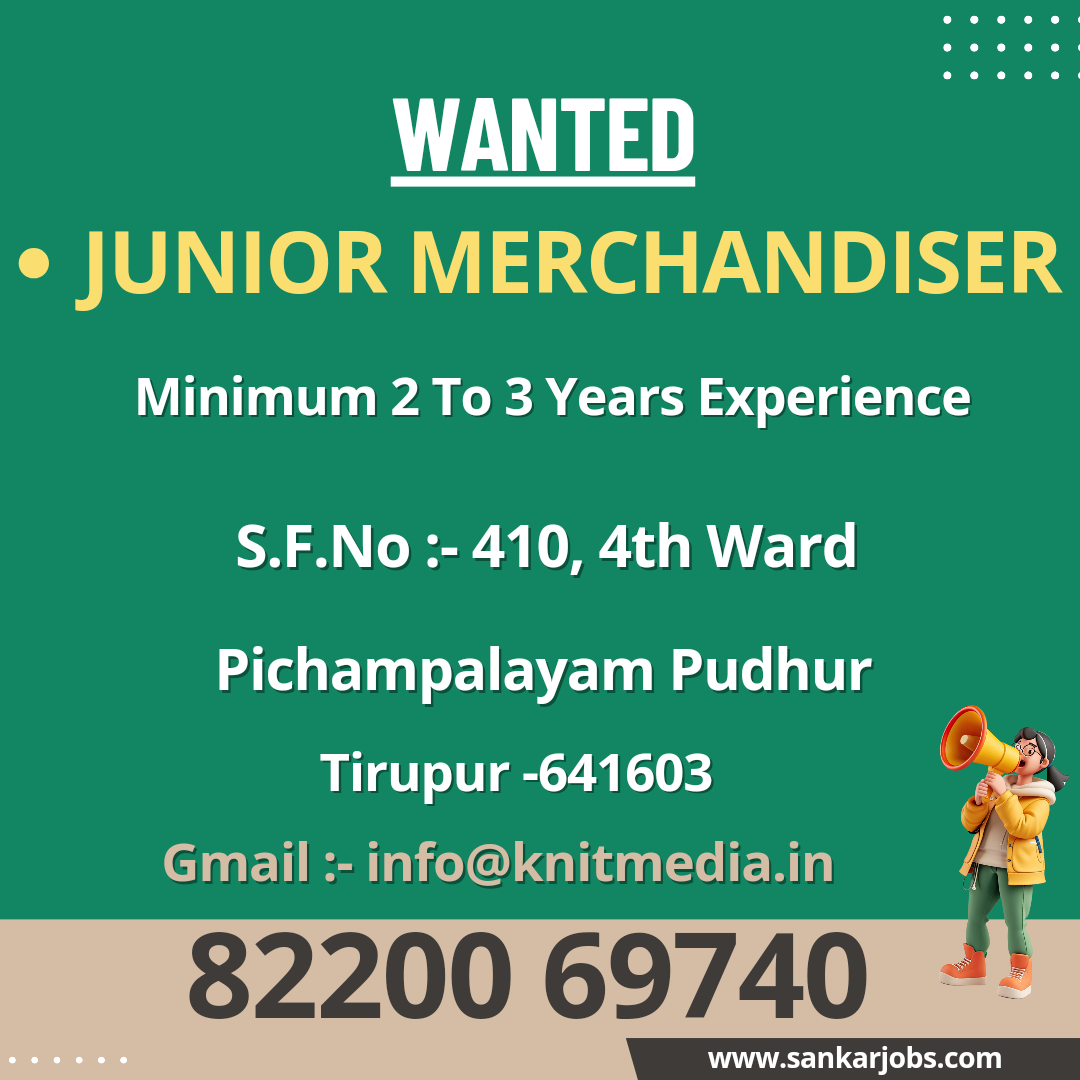 WANTED
• JUNIOR MERCHANDISER
Minimum 2 To 3 Years Experience
S.F.No :- 410, 4th Ward
Pichampalayam Pudhur
Tirupur -641603
Gmail :- info@knitmedia.in
82200 69740
www.sankarjobs.com